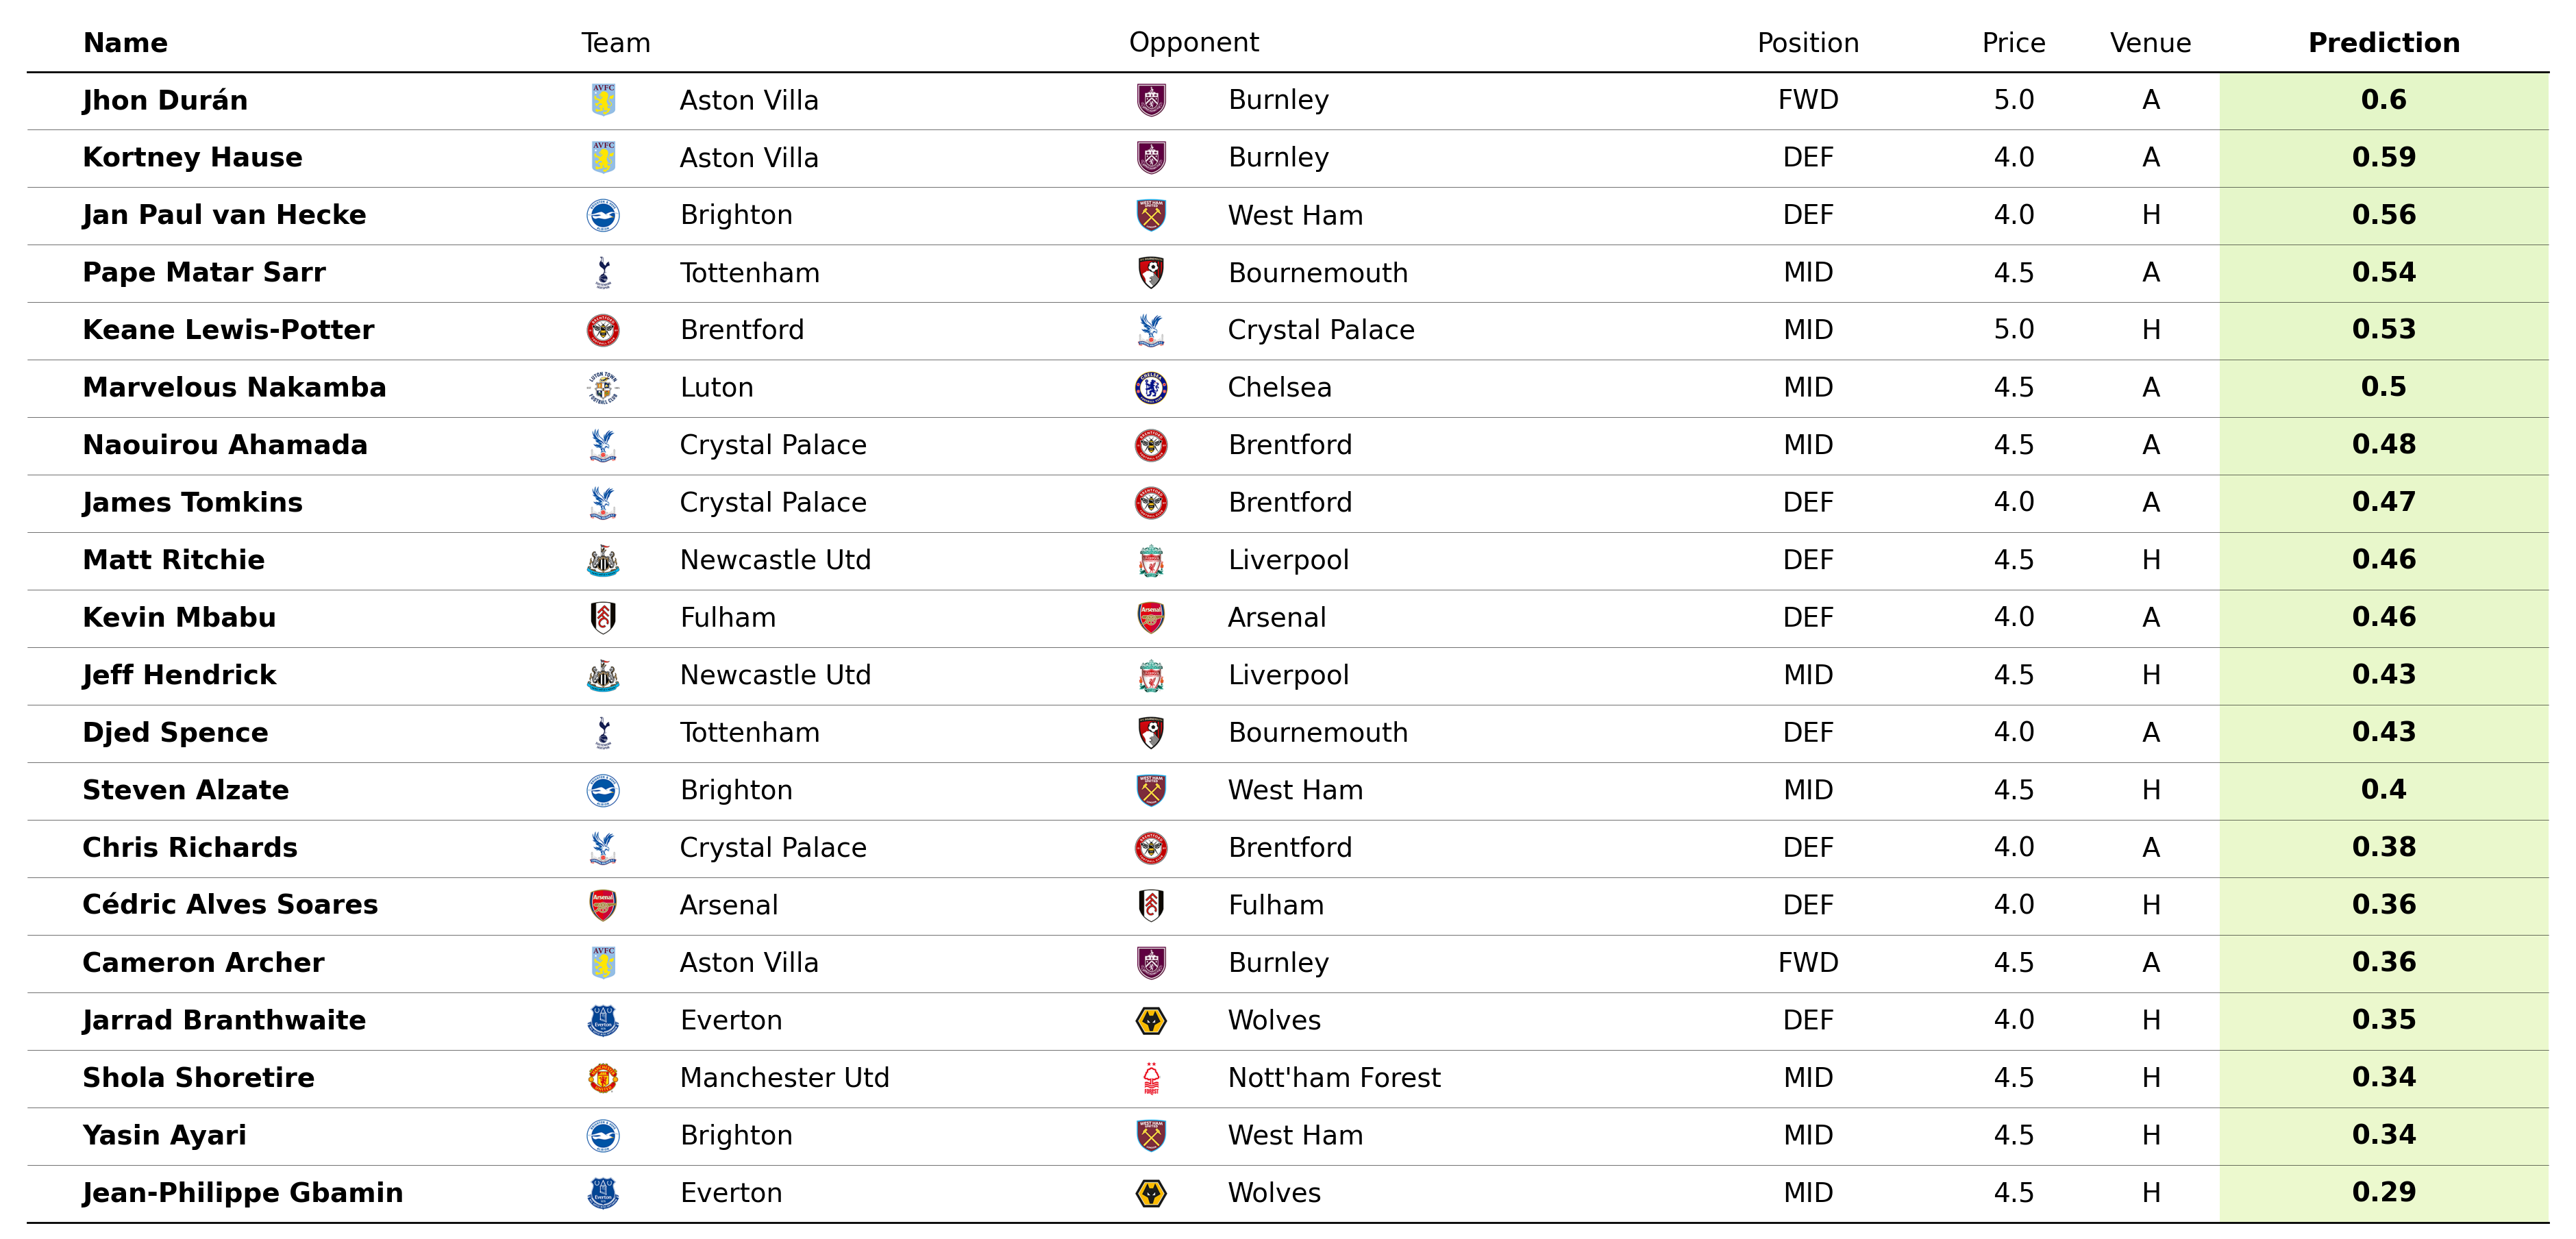 Name Team Opponent Position Price Venue Prediction
Jhon Durán Aston Villa Burnley FWD 5.0 A 0.6
Kortney Hause Aston Villa Burnley DEF 4.0 A 0.59
Jan Paul van Hecke Brighton West Ham DEF 4.0 H 0.56
Pape Matar Sarr Tottenham Bournemouth MID 4.5 A 0.54
Keane Lewis-Potter Brentford Crystal Palace MID 5.0 H 0.53
Marvelous Nakamba Luton Chelsea MID 4.5 A 0.5
Naouirou Ahamada Crystal Palace Brentford MID 4.5 A 0.48
James Tomkins Crystal Palace Brentford DEF 4.0 A 0.47
Matt Ritchie Newcastle Utd Liverpool DEF 4.5 H 0.46
Kevin Mbabu Fulham Arsenal DEF 4.0 A 0.46
Jeff Hendrick Newcastle Utd Liverpool MID 4.5 H 0.43
Djed Spence Tottenham Bournemouth DEF 4.0 A 0.43
Steven Alzate Brighton West Ham MID 4.5 H 0.4
Chris Richards Crystal Palace Brentford DEF 4.0 A 0.38
Cédric Alves Soares Arsenal Fulham DEF 4.0 H 0.36
Cameron Archer Aston Villa Burnley FWD 4.5 A 0.36
Jarrad Branthwaite Everton Wolves DEF 4.0 H 0.35
Shola Shoretire Manchester Utd Nott'ham Forest MID 4.5 H 0.34
Yasin Ayari Brighton West Ham MID 4.5 H 0.34
Jean-Philippe Gbamin Everton Wolves MID 4.5 H 0.29